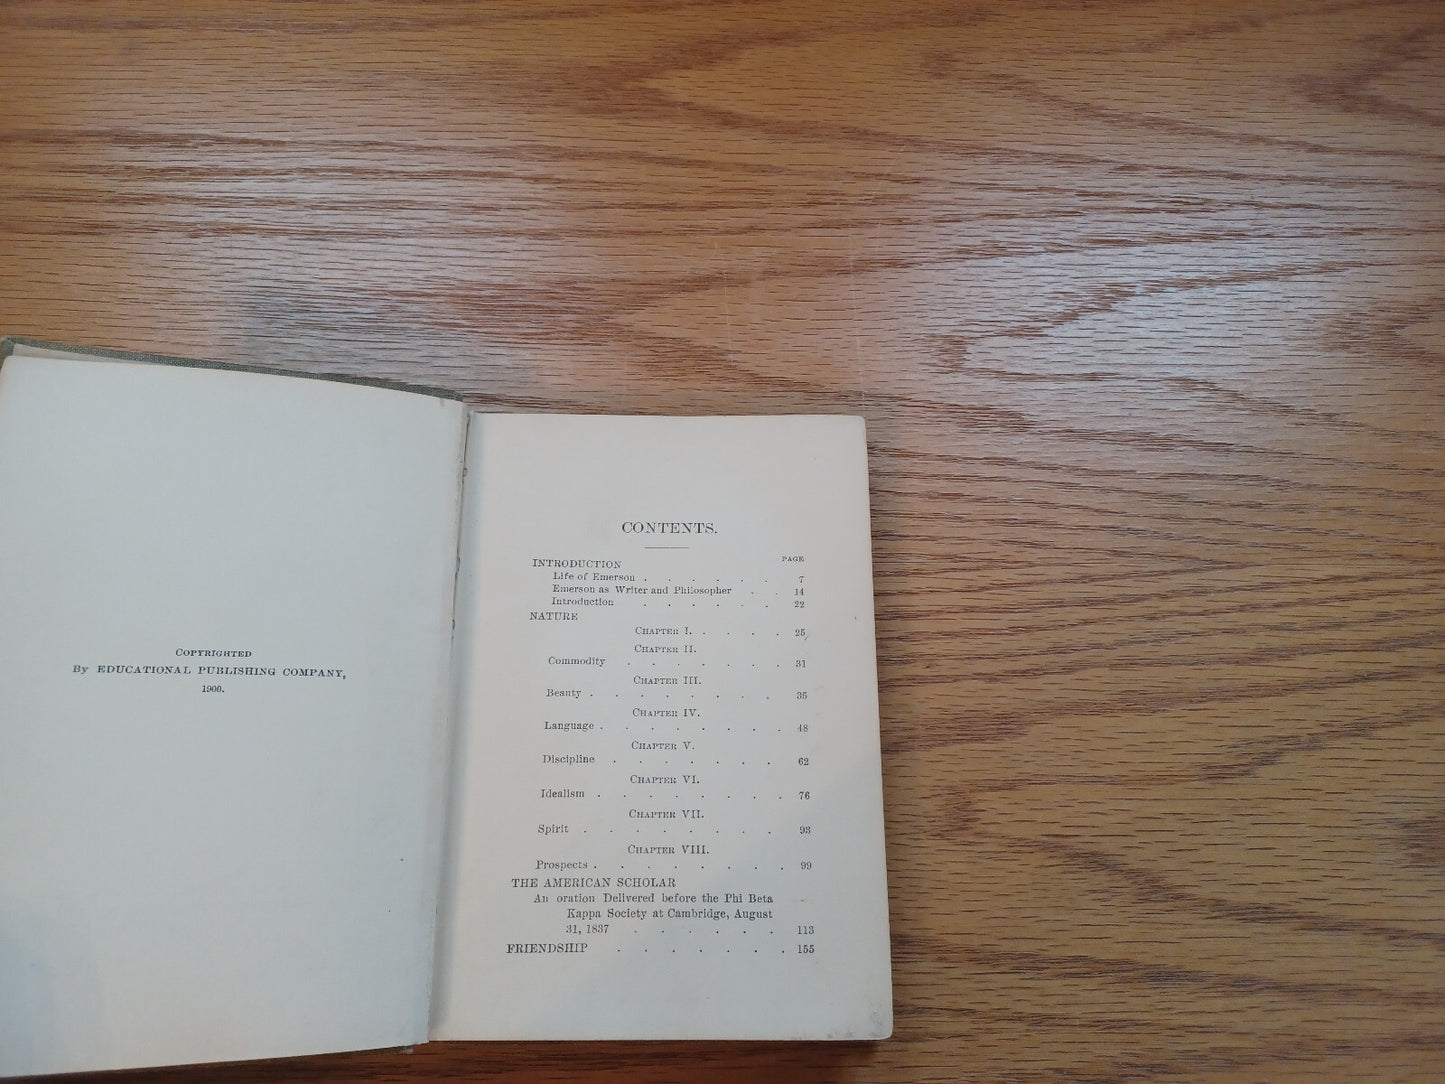 COPYRIGHTED
By EDUCATIONAL PUBLISHING COMPANY,
1900.
CONTENTS.
PAGE
INTRODUCTION
Life of Emerson . . . . . . 7
Emerson as Writer and Philosopher . . 14
Introduction . . . . . . 22
NATURE
CHAPTER I. . . . . 25
CHAPTER II.
Commodity . . . . . . . 31
CHAPTER III.
Beauty . . . . . . . . 35
CHAPTER IV.
Language . . . . . . . . 48
CHAPTER V.
Discipline . . . . . . . 62
CHAPTER VI.
Idealism . . . . . . . . 76
CHAPTER VII.
Spirit . . . . . . . . 93
CHAPTER VIII.
Prospects . . . . . . . . 99
THE AMERICAN SCHOLAR
An oration Delivered before the Phi Beta
Kappa Society at Cambridge, August
31, 1837 . . . . . . 113
FRIENDSHIP . . . . . . . 155